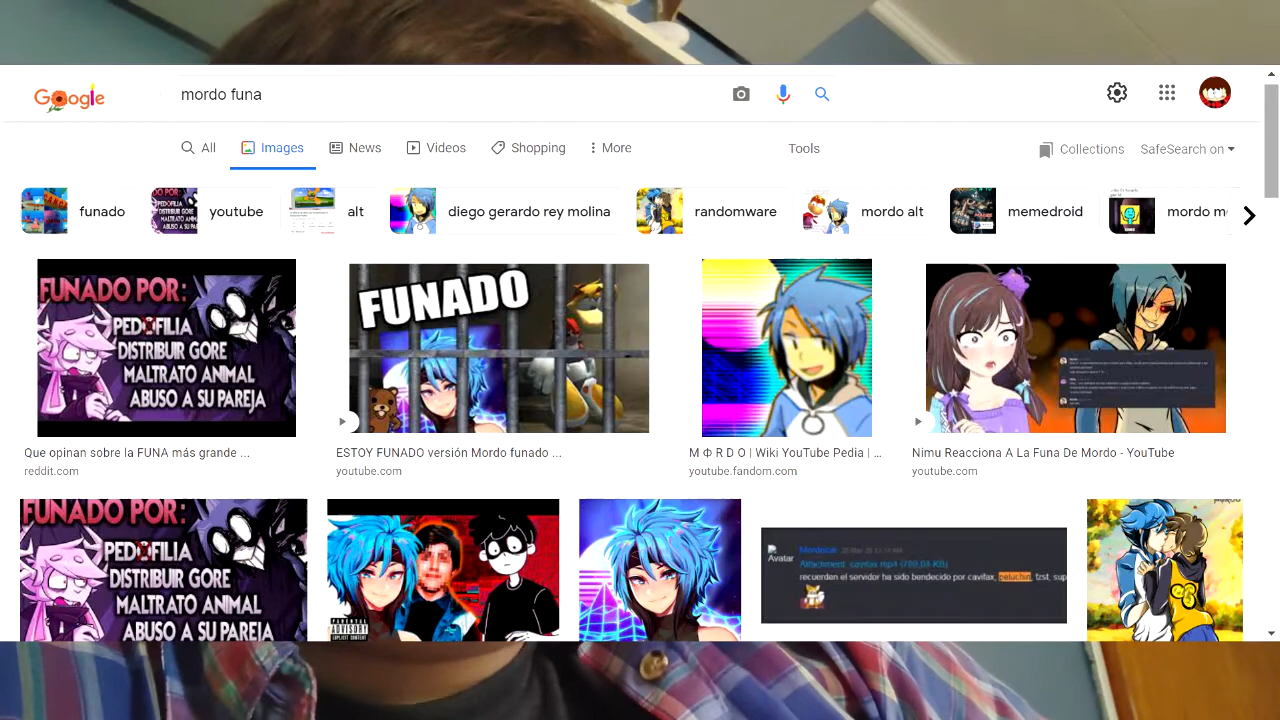 Google
mordo funa
All
Images
News
Videos
Shopping
More
Tools
Collections
SafeSearch on
funado
youtube
alt
diego gerardo rey molina
randomware
mordo alt
memedroid
mordo m
FUNADO POR:
PEDOFILIA
DISTRIBUIR GORE
MALTRATO ANIMAL
ABUSO A SU PAREJA
FUNADO
Que opinan sobre la FUNA más grande ...
reddit.com
ESTOY FUNADO versión Mordo funado ...
youtube.com
M Φ R D O | Wiki YouTube Pedia | ...
youtube.fandom.com
Nimu Reacciona A La Funa De Mordo - YouTube
youtube.com
FUNADO POR:
PEDOFILIA
DISTRIBUIR GORE
MALTRATO ANIMAL
ABUSO A SU PAREJA
PARENTAL
ADVISORY
EXPLICIT CONTENT
Avatar
recuerden el servidor ha sido bendecido por cavifax, peluchin, tzst, sup